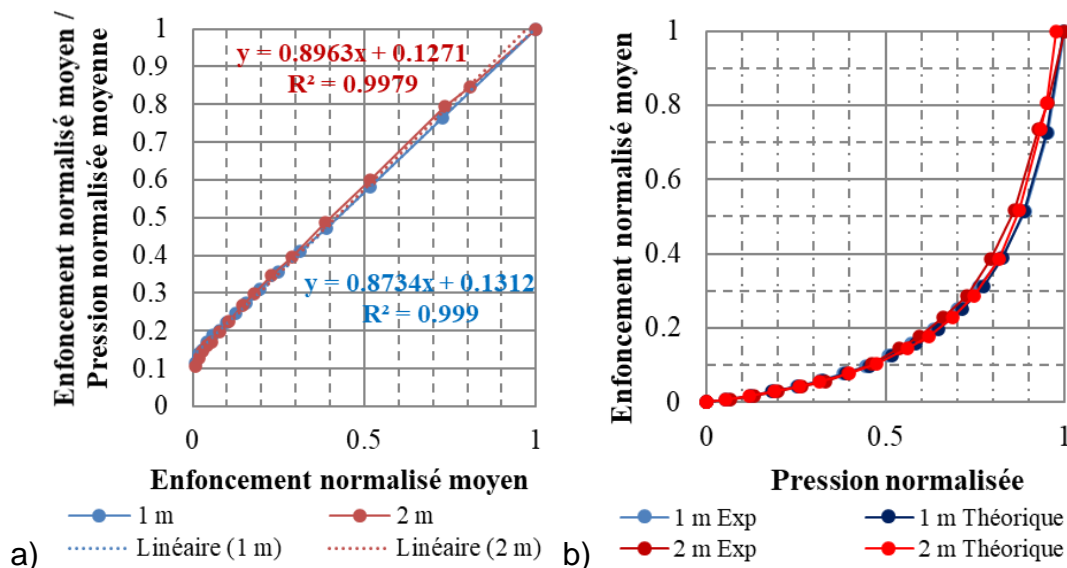 Enfoncement normalisé moyen /
Pression normalisée moyenne
1
0.9
0.8
0.7
0.6
0.5
0.4
0.3
0.2
0.1
0
y = 0.8963x + 0.1271
R² = 0.9979
y = 0.8734x + 0.1312
R² = 0.999
0 0.5 1
Enfoncement normalisé moyen
1 m 2 m
Linéaire (1 m) Linéaire (2 m)
a)
Enfoncement normalisé moyen
1
0.8
0.6
0.4
0.2
0
0 0.5 1
Pression normalisée
1 m Exp 1 m Théorique
2 m Exp 2 m Théorique
b)